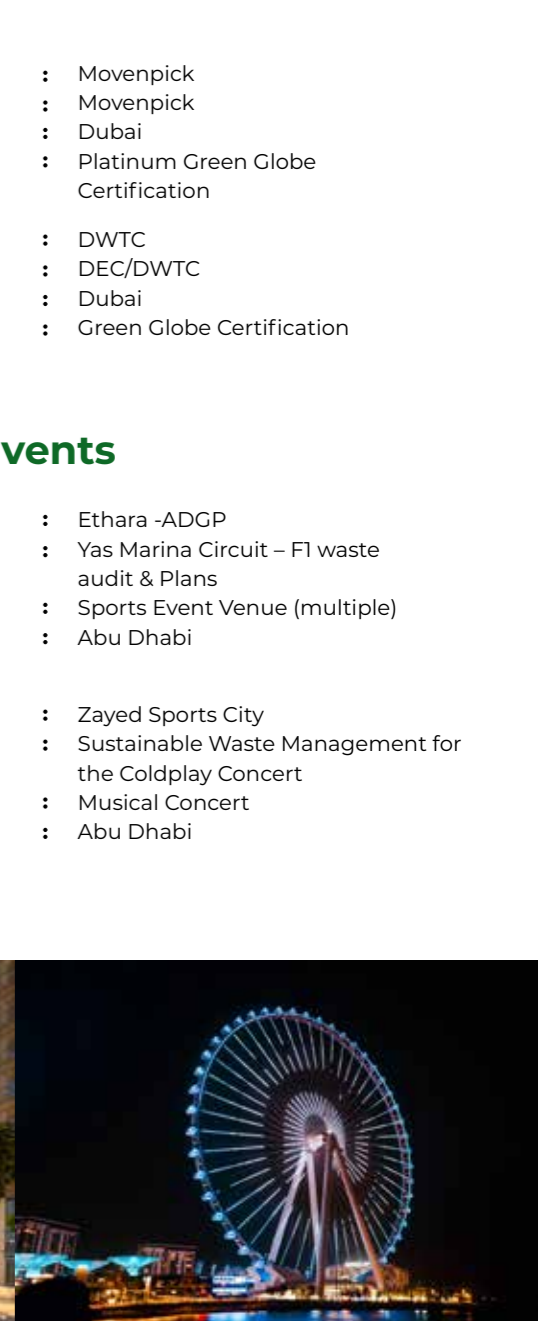 : Movenpick
: Movenpick
: Dubai
: Platinum Green Globe
Certification
: DWTC
: DEC/DWTC
: Dubai
: Green Globe Certification
vents
: Ethara -ADGP
: Yas Marina Circuit – F1 waste
audit & Plans
: Sports Event Venue (multiple)
: Abu Dhabi
: Zayed Sports City
: Sustainable Waste Management for
the Coldplay Concert
: Musical Concert
: Abu Dhabi